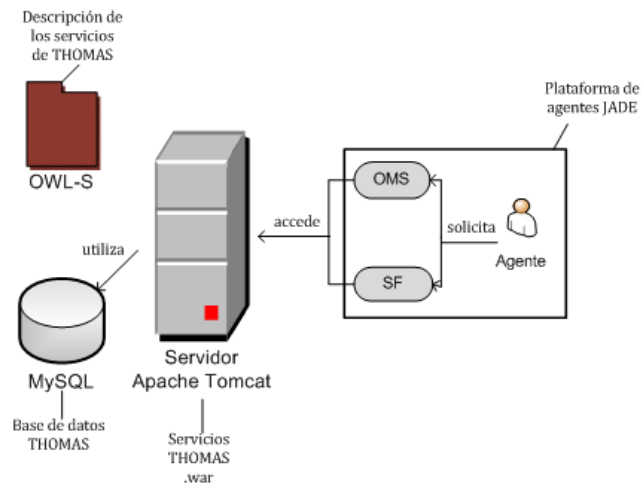 Descripción de
los servicios
de THOMAS
OWL-S
Plataforma de
agentes JADE
OMS
accede
solicita
Agente
SF
utiliza
MySQL
Base de datos
THOMAS
Servidor
Apache Tomcat
Servicios
THOMAS
.war